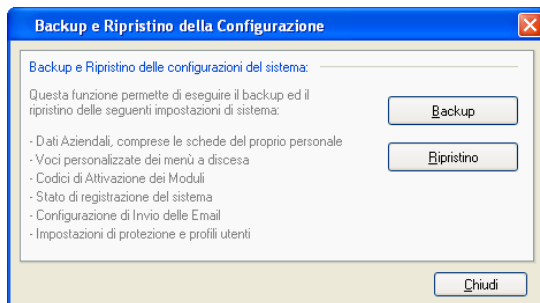 Backup e Ripristino della Configurazione
Backup e Ripristino delle configurazioni del sistema:
Questa funzione permette di eseguire il backup ed il
ripristino delle seguenti impostazioni di sistema:
- Dati Aziendali, comprese le schede del proprio personale
- Voci personalizzate dei menù a discesa
- Codici di Attivazione dei Moduli
- Stato di registrazione del sistema
- Configurazione di Invio delle Email
- Impostazioni di protezione e profili utenti
Backup
Ripristino
Chiudi